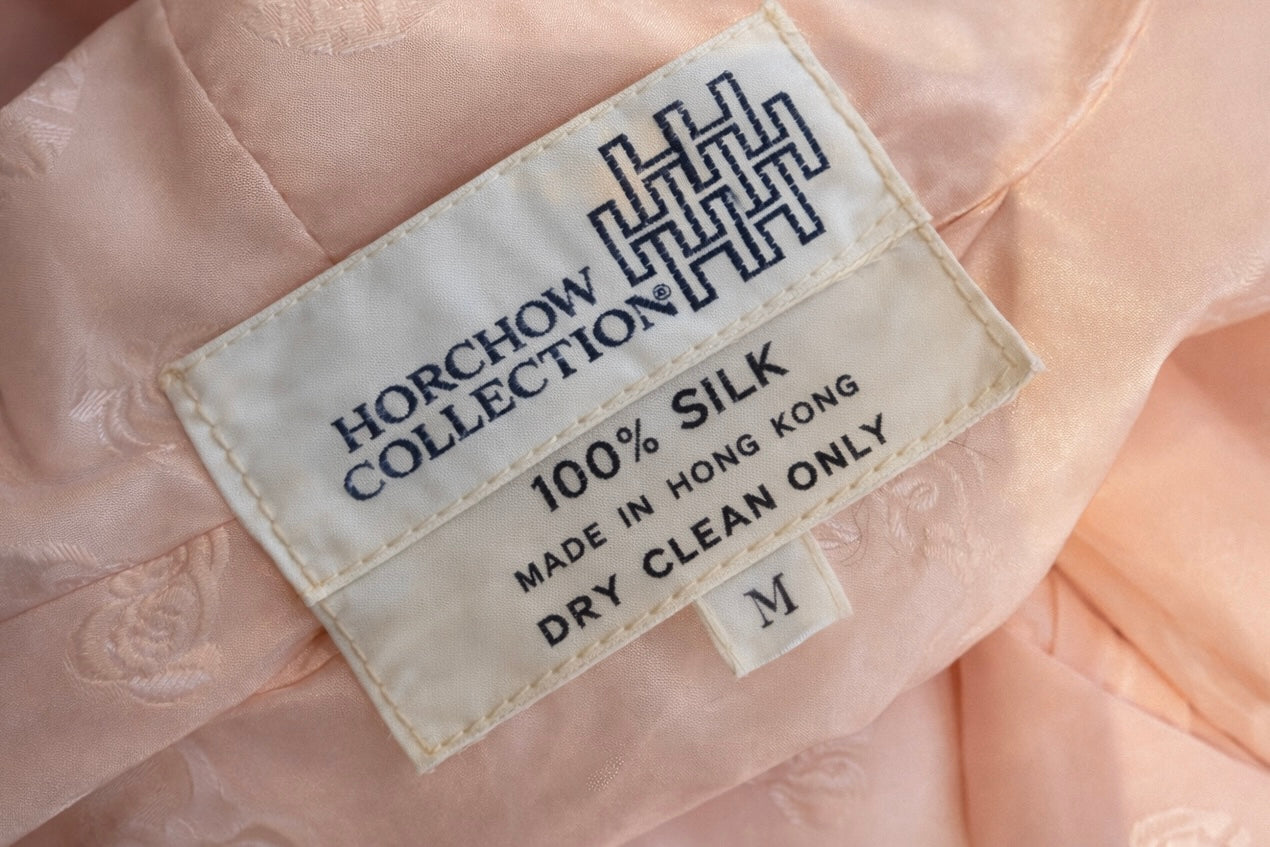 HORCHOW
COLLECTION®
100% SILK
MADE IN HONG KONG
DRY CLEAN ONLY
M